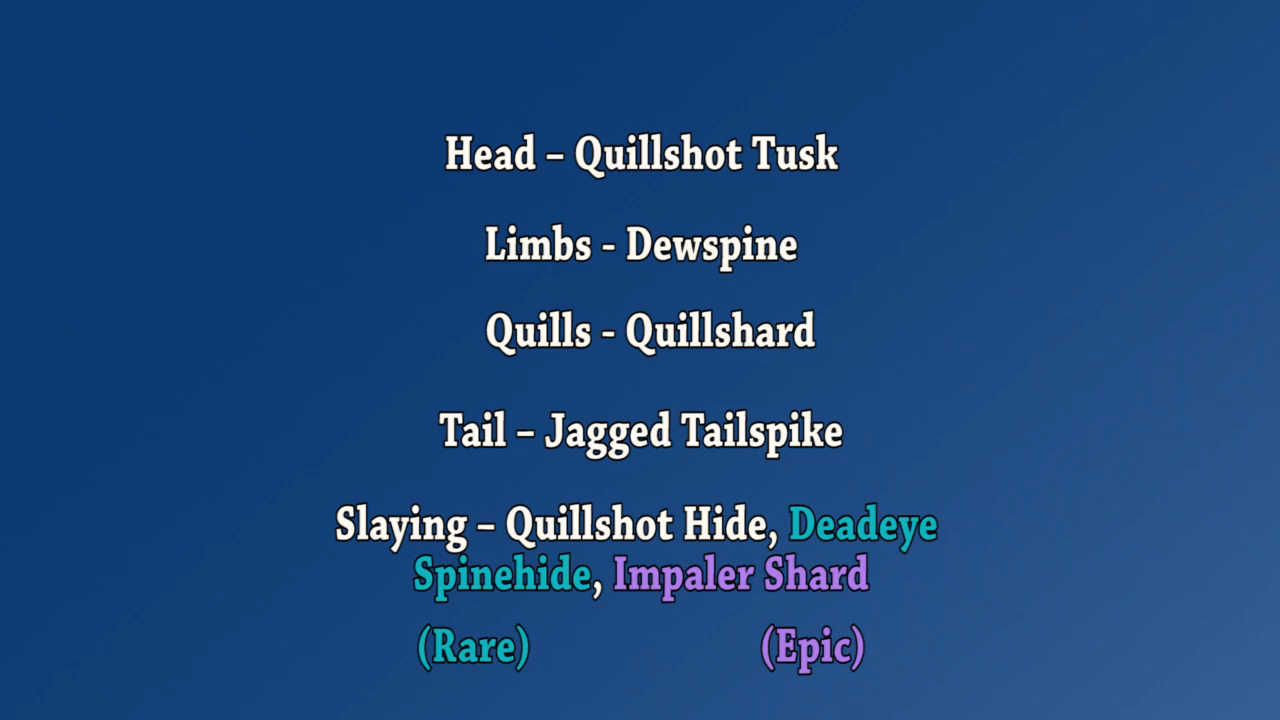 Head – Quillshot Tusk
Limbs - Dewspine
Quills - Quillshard
Tail – Jagged Tailspike
Slaying – Quillshot Hide, Deadeye
Spinehide, Impaler Shard
(Rare) (Epic)